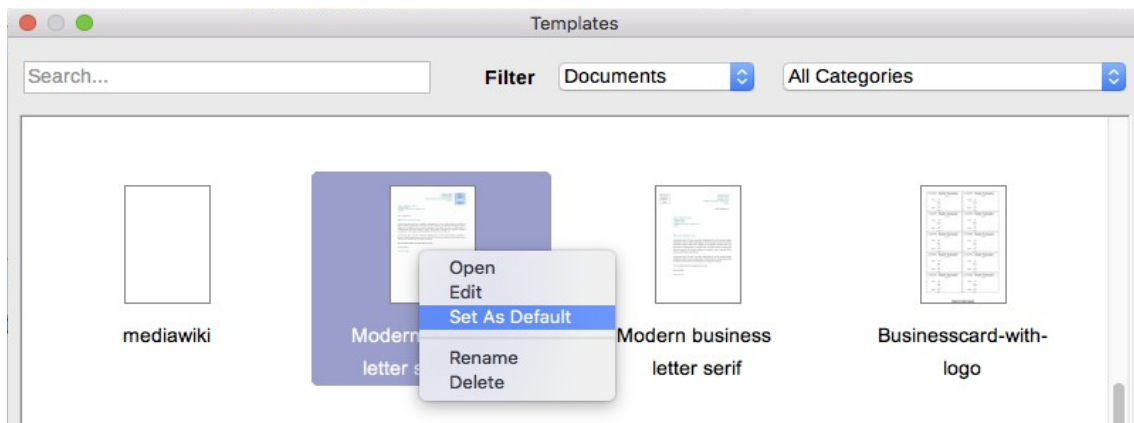 Templates
Search...
Filter
Documents
All Categories
Open
Edit
Set As Default
Rename
Delete
mediawiki
Modern
letter s
Modern business
letter serif
Businesscard-with-
logo